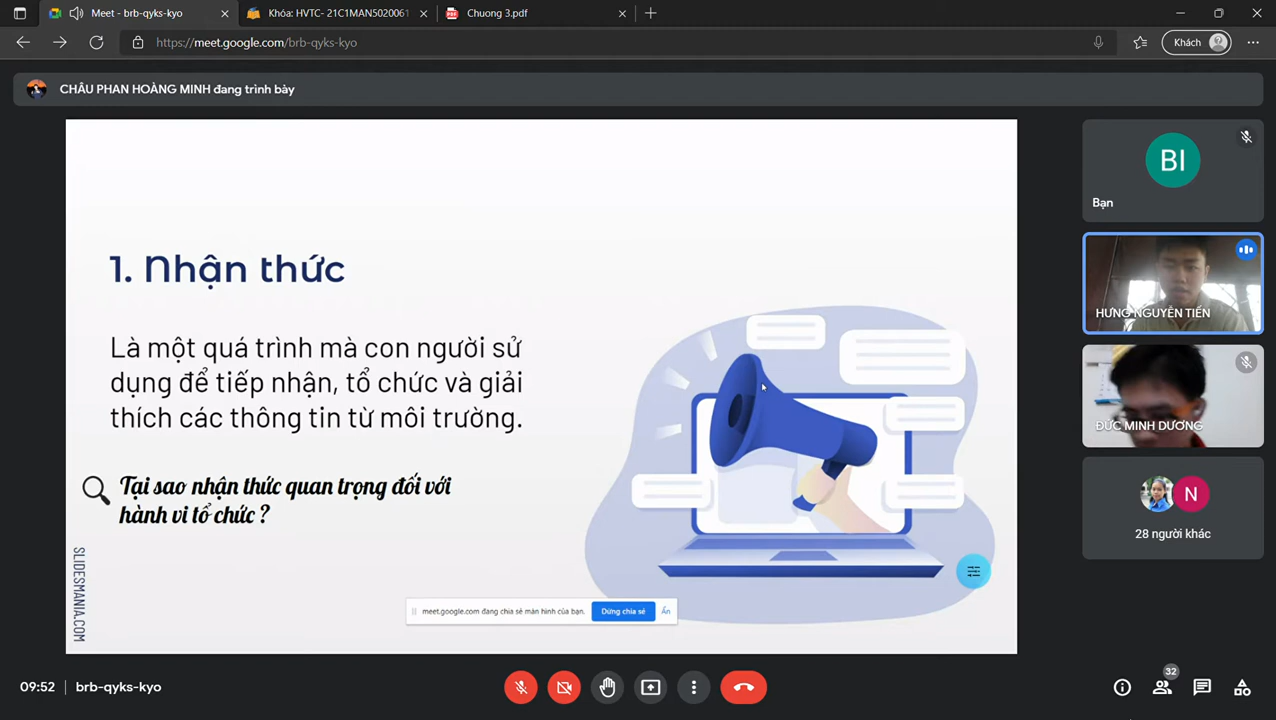 Meet - brb-qyks-kyo
Khóa: HVTC- 21C1MAN5020061
Chuong 3.pdf
https://meet.google.com/brb-qyks-kyo
Khách
CHÂU PHAN HOÀNG MINH đang trình bày
1. Nhận thức
Là một quá trình mà con người sử
dụng để tiếp nhận, tổ chức và giải
thích các thông tin từ môi trường.
Tại sao nhận thức quan trọng đối với
hành vi tổ chức ?
SLIDESMANIA.COM
meet.google.com đang chia sẻ màn hình của bạn.
Dừng chia sẻ
Ẩn
BI
Bạn
HƯNG NGUYỄN TIẾN
ĐỨC MINH DƯƠNG
N
28 người khác
09:52
brb-qyks-kyo
32